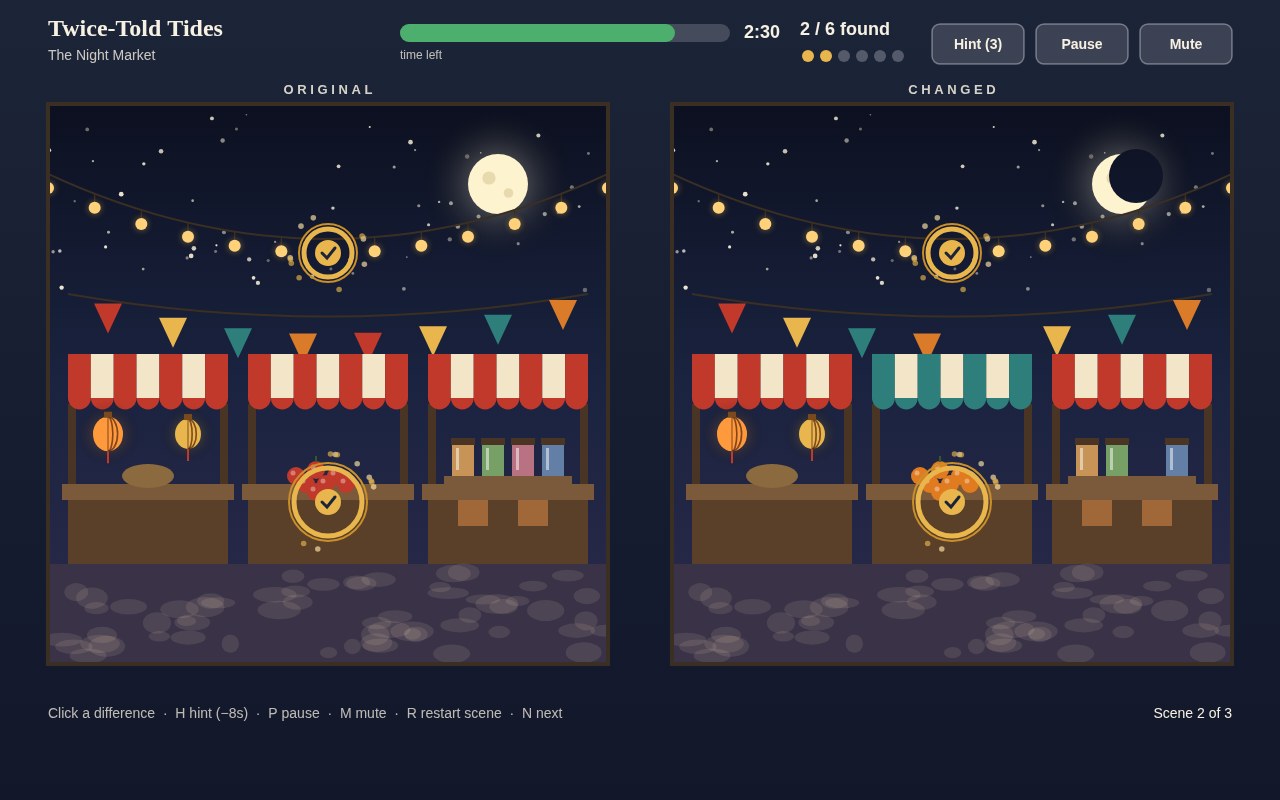 Twice-Told Tides
The Night Market
time left
2:30
2 / 6 found
Hint (3)
Pause
Mute
ORIGINAL
CHANGED
Click a difference · H hint (−8s) · P pause · M mute · R restart scene · N next
Scene 2 of 3